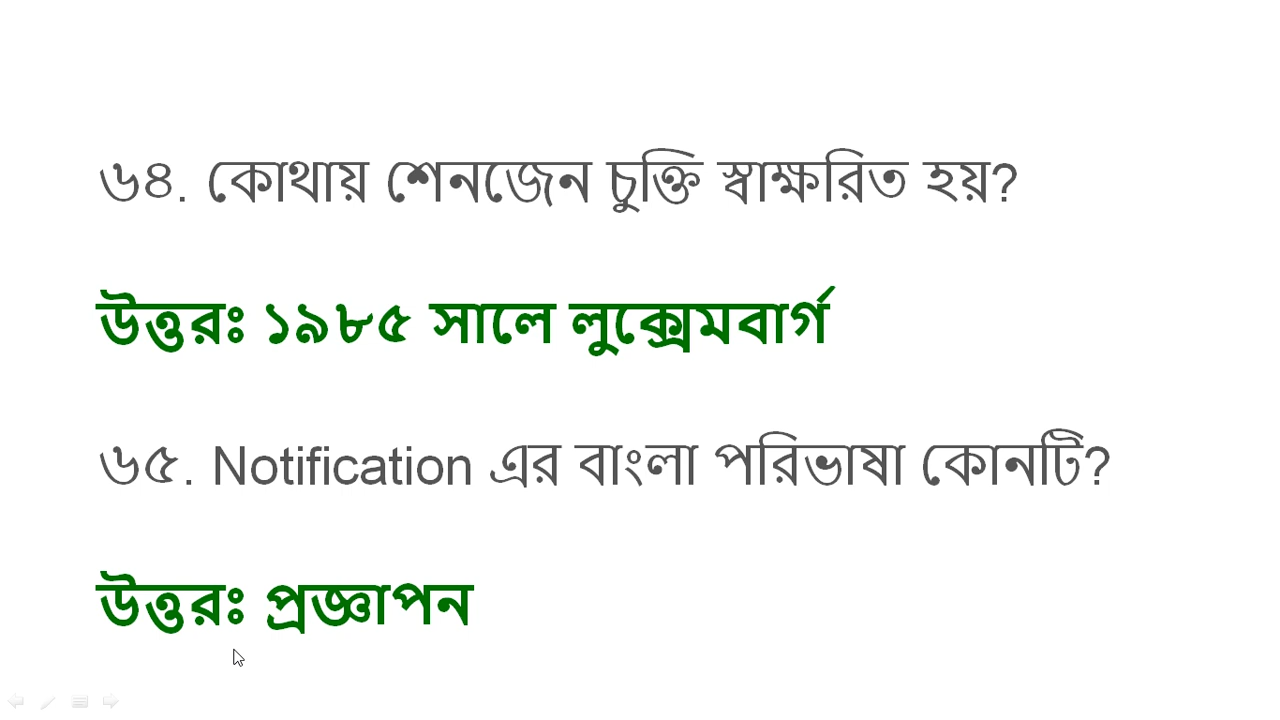 ৬৪. কোথায় শেনজেন চুক্তি স্বাক্ষরিত হয়?
উত্তরঃ ১৯৮৫ সালে লুক্সেমবার্গ
৬৫. Notification এর বাংলা পরিভাষা কোনটি?
উত্তরঃ প্রজ্ঞাপন